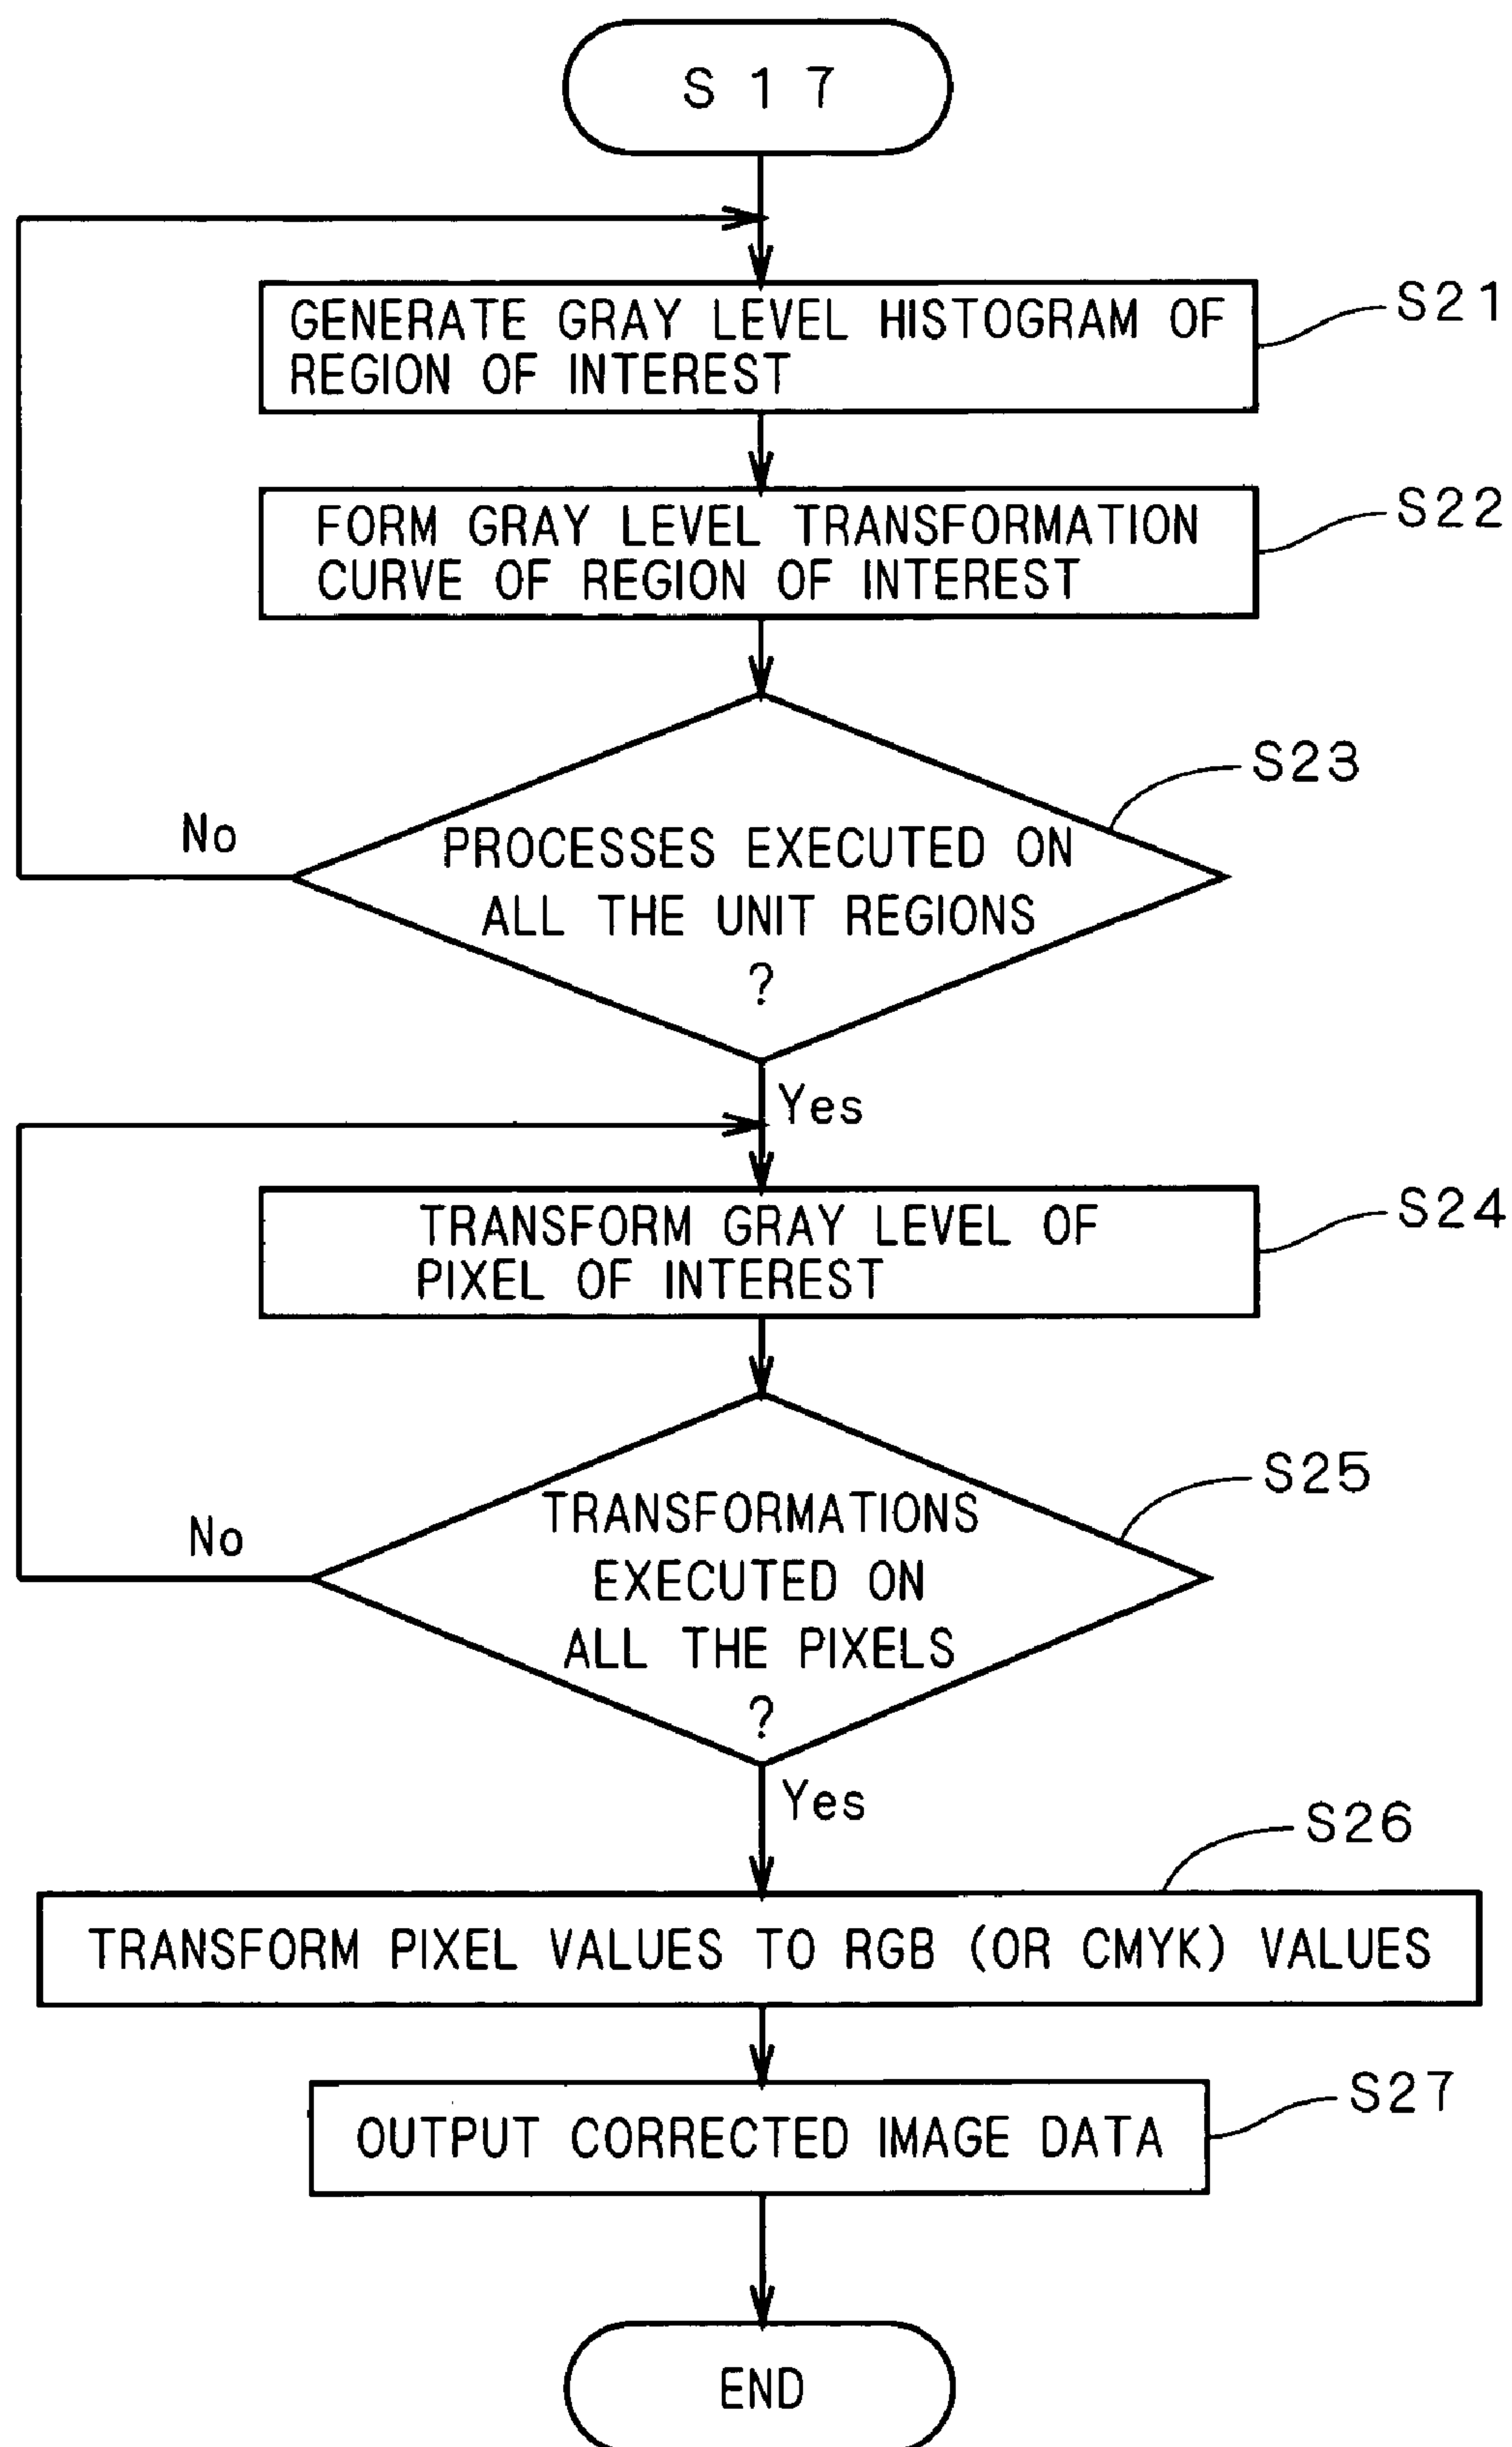 S 1 7
GENERATE GRAY LEVEL HISTOGRAM OF
REGION OF INTEREST
S21
FORM GRAY LEVEL TRANSFORMATION
CURVE OF REGION OF INTEREST
S22
S23
No
PROCESSES EXECUTED ON
ALL THE UNIT REGIONS
?
Yes
TRANSFORM GRAY LEVEL OF
PIXEL OF INTEREST
S24
S25
No
TRANSFORMATIONS
EXECUTED ON
ALL THE PIXELS
?
Yes
S26
TRANSFORM PIXEL VALUES TO RGB (OR CMYK) VALUES
S27
OUTPUT CORRECTED IMAGE DATA
END